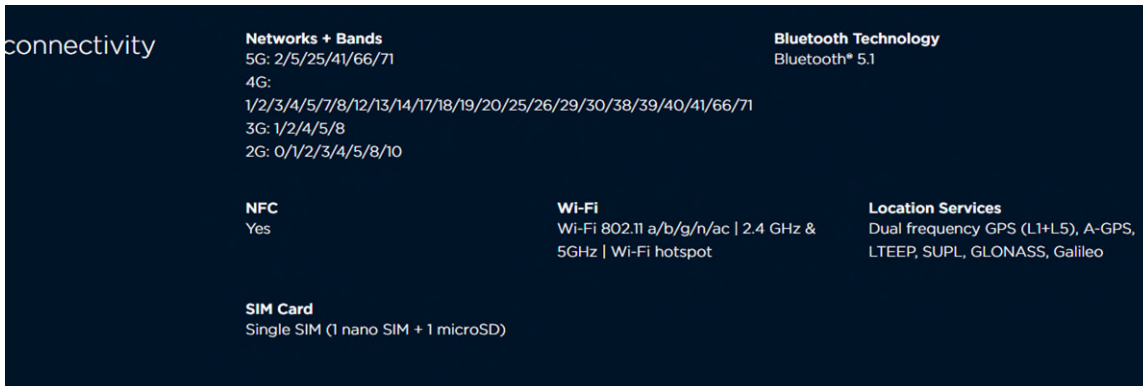 connectivity
Networks + Bands
5G: 2/5/25/41/66/71
4G:
1/2/3/4/5/7/8/12/13/14/17/18/19/20/25/26/29/30/38/39/40/41/66/71
3G: 1/2/4/5/8
2G: 0/1/2/3/4/5/8/10
Bluetooth Technology
Bluetooth® 5.1
NFC
Yes
Wi-Fi
Wi-Fi 802.11 a/b/g/n/ac | 2.4 GHz &
5GHz | Wi-Fi hotspot
Location Services
Dual frequency GPS (L1+L5), A-GPS,
LTEEP, SUPL, GLONASS, Galileo
SIM Card
Single SIM (1 nano SIM + 1 microSD)